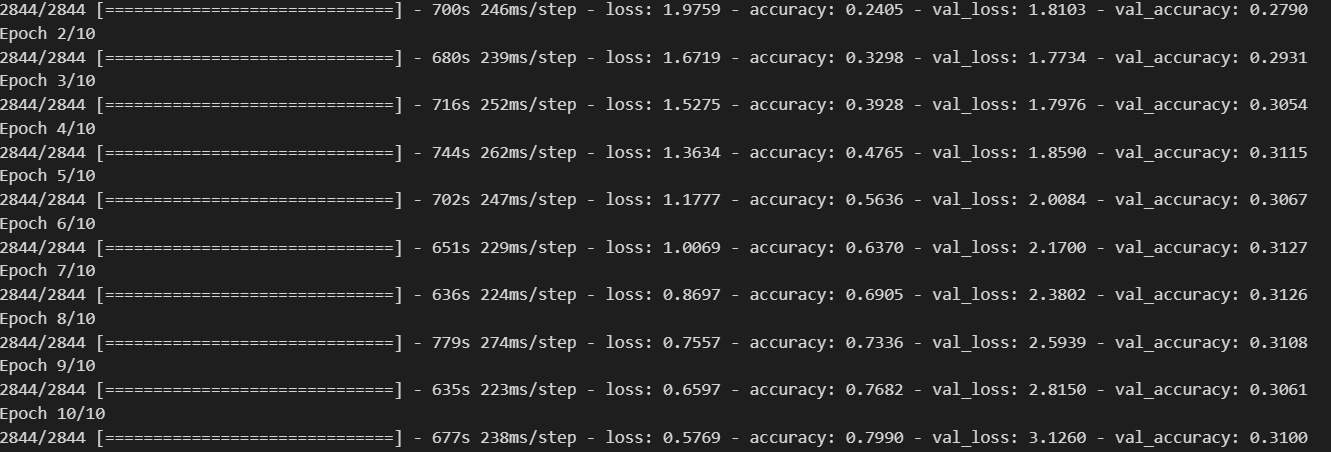 2844/2844 [==============================] - 700s 246ms/step - loss: 1.9759 - accuracy: 0.2405 - val_loss: 1.8103 - val_accuracy: 0.2790
Epoch 2/10
2844/2844 [==============================] - 680s 239ms/step - loss: 1.6719 - accuracy: 0.3298 - val_loss: 1.7734 - val_accuracy: 0.2931
Epoch 3/10
2844/2844 [==============================] - 716s 252ms/step - loss: 1.5275 - accuracy: 0.3928 - val_loss: 1.7976 - val_accuracy: 0.3054
Epoch 4/10
2844/2844 [==============================] - 744s 262ms/step - loss: 1.3634 - accuracy: 0.4765 - val_loss: 1.8590 - val_accuracy: 0.3115
Epoch 5/10
2844/2844 [==============================] - 702s 247ms/step - loss: 1.1777 - accuracy: 0.5636 - val_loss: 2.0084 - val_accuracy: 0.3067
Epoch 6/10
2844/2844 [==============================] - 651s 229ms/step - loss: 1.0069 - accuracy: 0.6370 - val_loss: 2.1700 - val_accuracy: 0.3127
Epoch 7/10
2844/2844 [==============================] - 636s 224ms/step - loss: 0.8697 - accuracy: 0.6905 - val_loss: 2.3802 - val_accuracy: 0.3126
Epoch 8/10
2844/2844 [==============================] - 779s 274ms/step - loss: 0.7557 - accuracy: 0.7336 - val_loss: 2.5939 - val_accuracy: 0.3108
Epoch 9/10
2844/2844 [==============================] - 635s 223ms/step - loss: 0.6597 - accuracy: 0.7682 - val_loss: 2.8150 - val_accuracy: 0.3061
Epoch 10/10
2844/2844 [==============================] - 677s 238ms/step - loss: 0.5769 - accuracy: 0.7990 - val_loss: 3.1260 - val_accuracy: 0.3100